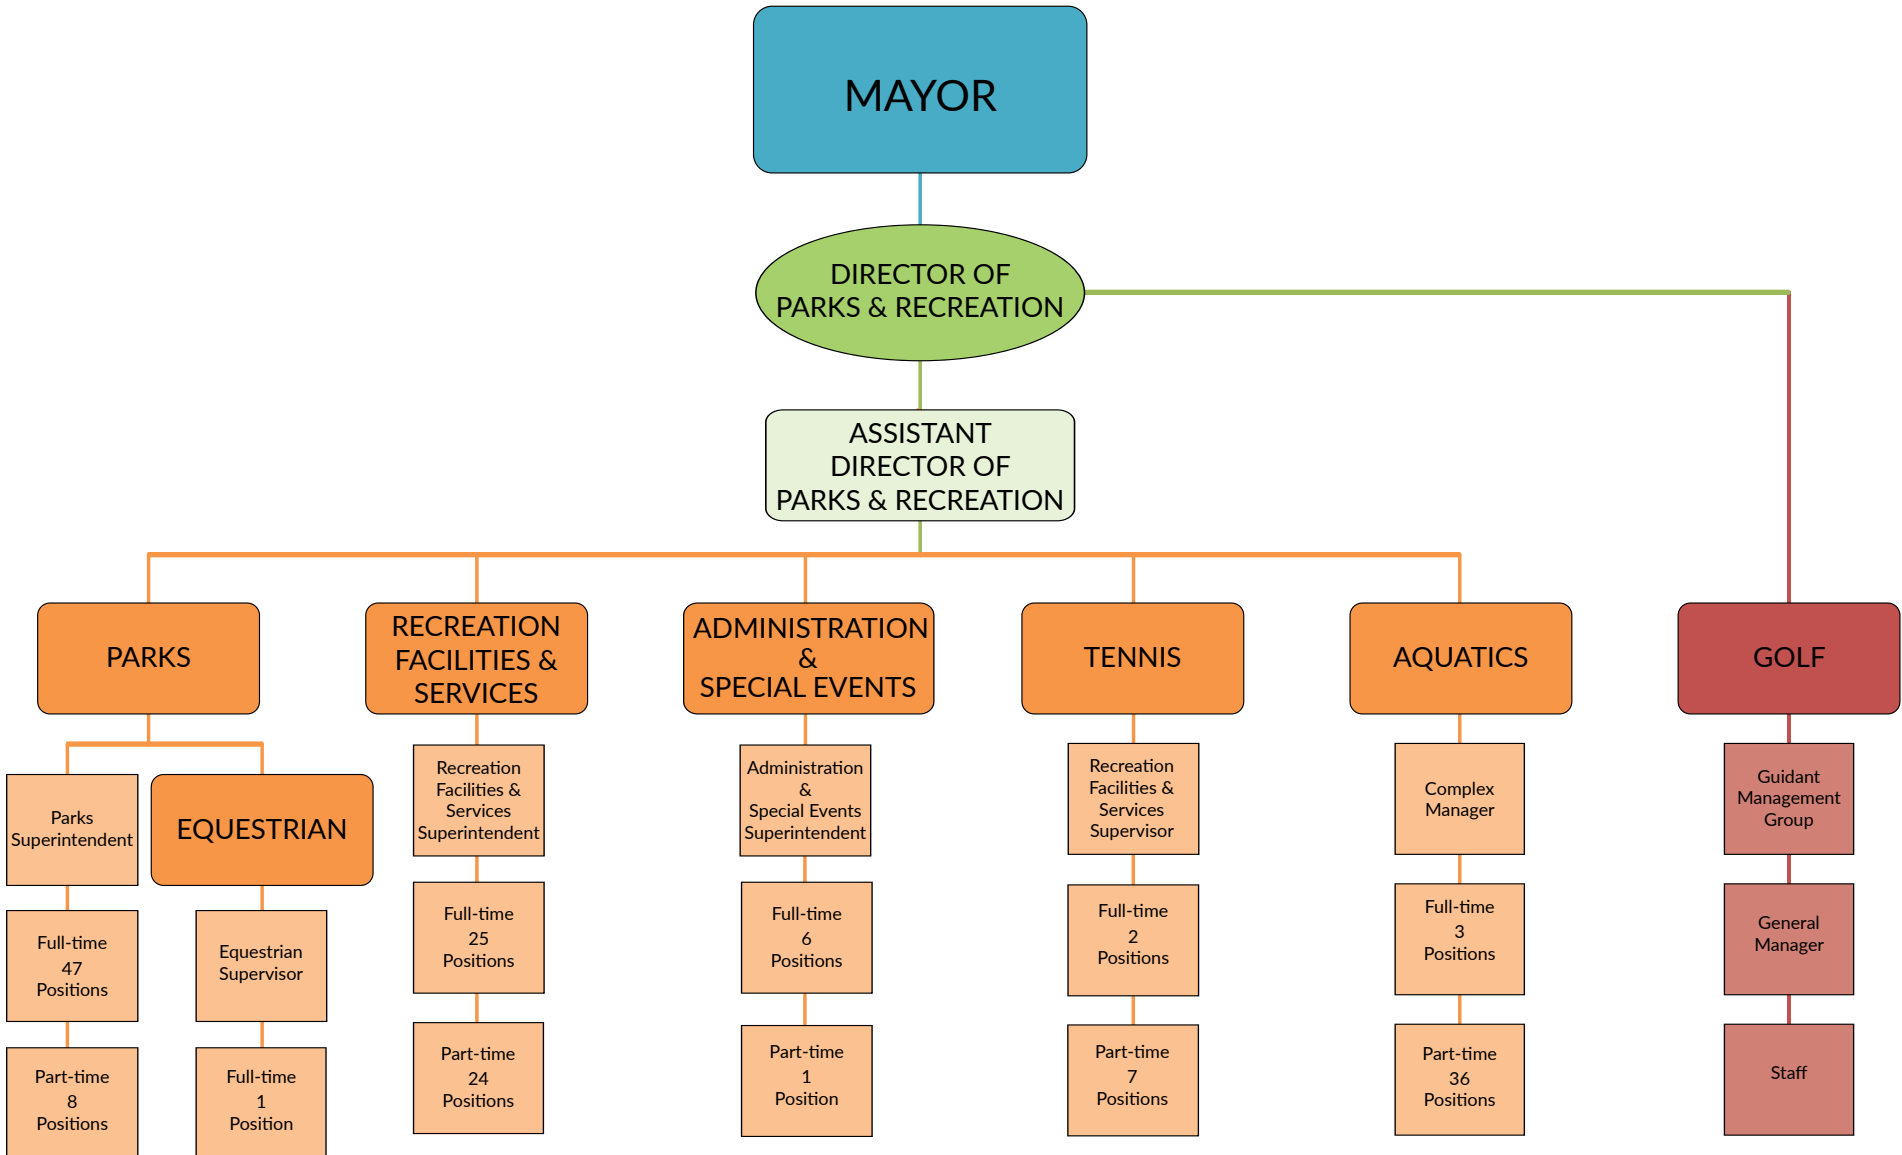 MAYOR
DIRECTOR OF
PARKS & RECREATION
ASSISTANT
DIRECTOR OF
PARKS & RECREATION
PARKS
RECREATION
FACILITIES &
SERVICES
ADMINISTRATION
&
SPECIAL EVENTS
TENNIS
AQUATICS
GOLF
Parks
Superintendent
EQUESTRIAN
Recreation
Facilities &
Services
Superintendent
Administration
&
Special Events
Superintendent
Recreation
Facilities &
Services
Supervisor
Complex
Manager
Guidant
Management
Group
Full-time
47
Positions
Equestrian
Supervisor
Full-time
25
Positions
Full-time
6
Positions
Full-time
2
Positions
Full-time
3
Positions
General
Manager
Part-time
8
Positions
Full-time
1
Position
Part-time
24
Positions
Part-time
1
Position
Part-time
7
Positions
Part-time
36
Positions
Staff